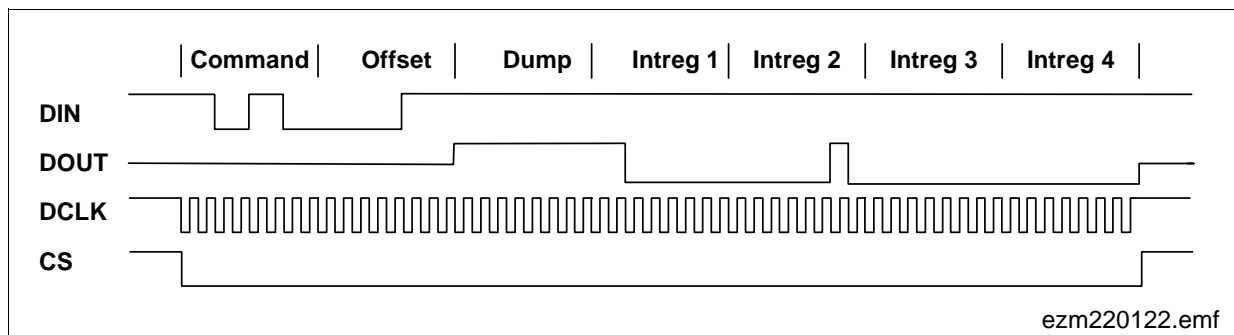 Command Offset Dump Intreg 1 Intreg 2 Intreg 3 Intreg 4
DIN
DOUT
DCLK
CS
ezm220122.emf